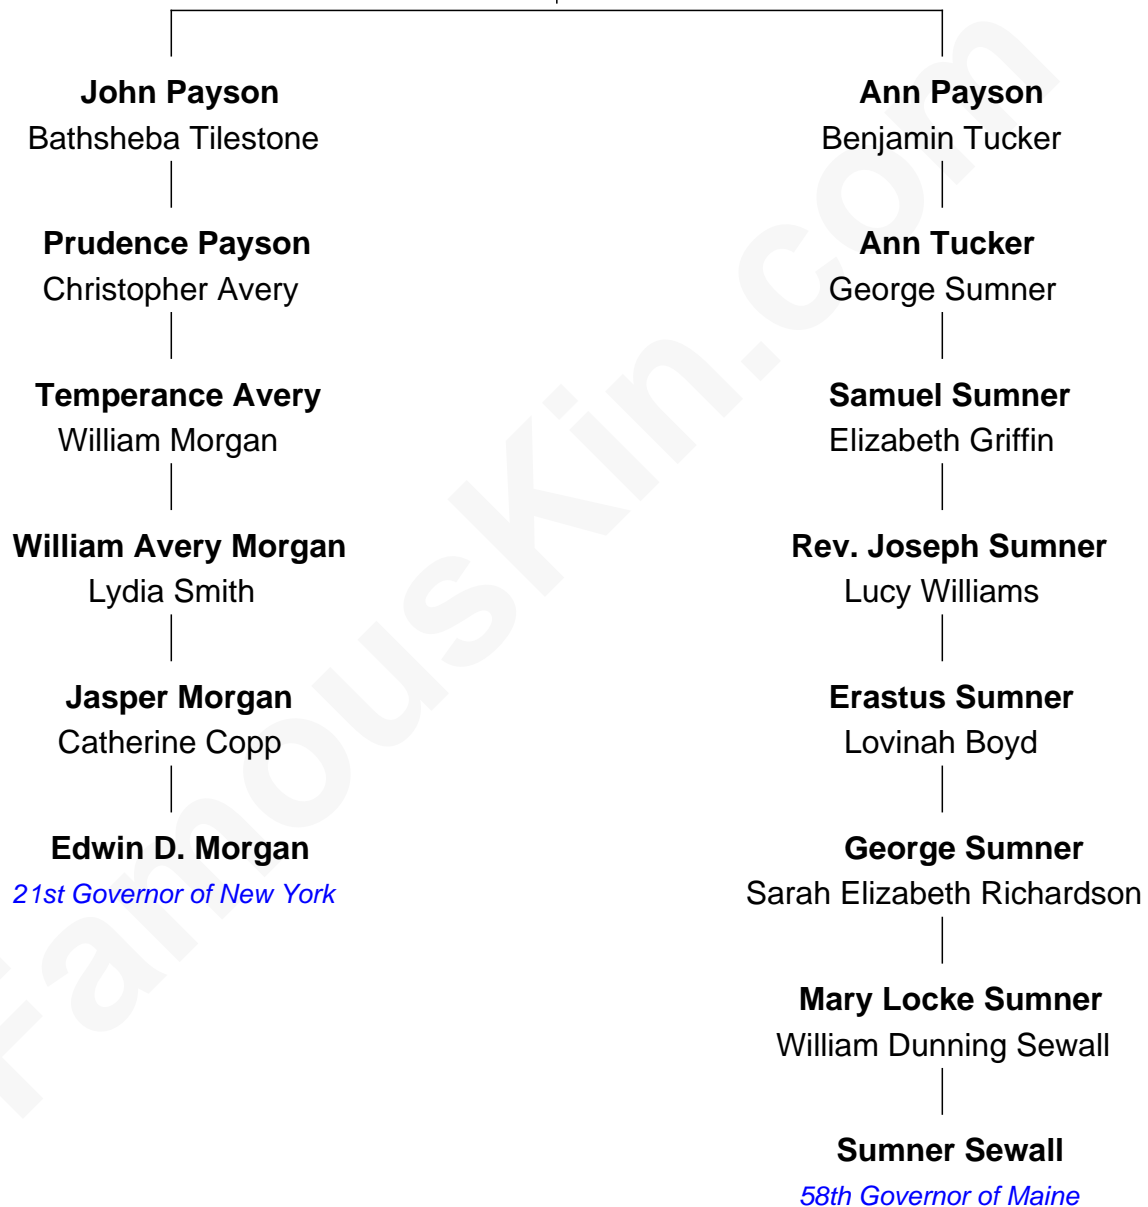 John Payson
Bathsheba Tilestone
Prudence Payson
Christopher Avery
Temperance Avery
William Morgan
William Avery Morgan
Lydia Smith
Jasper Morgan
Catherine Copp
Edwin D. Morgan
21st Governor of New York
Ann Payson
Benjamin Tucker
Ann Tucker
George Sumner
Samuel Sumner
Elizabeth Griffin
Rev. Joseph Sumner
Lucy Williams
Erastus Sumner
Lovinah Boyd
George Sumner
Sarah Elizabeth Richardson
Mary Locke Sumner
William Dunning Sewall
Sumner Sewall
58th Governor of Maine
FamousKin.com